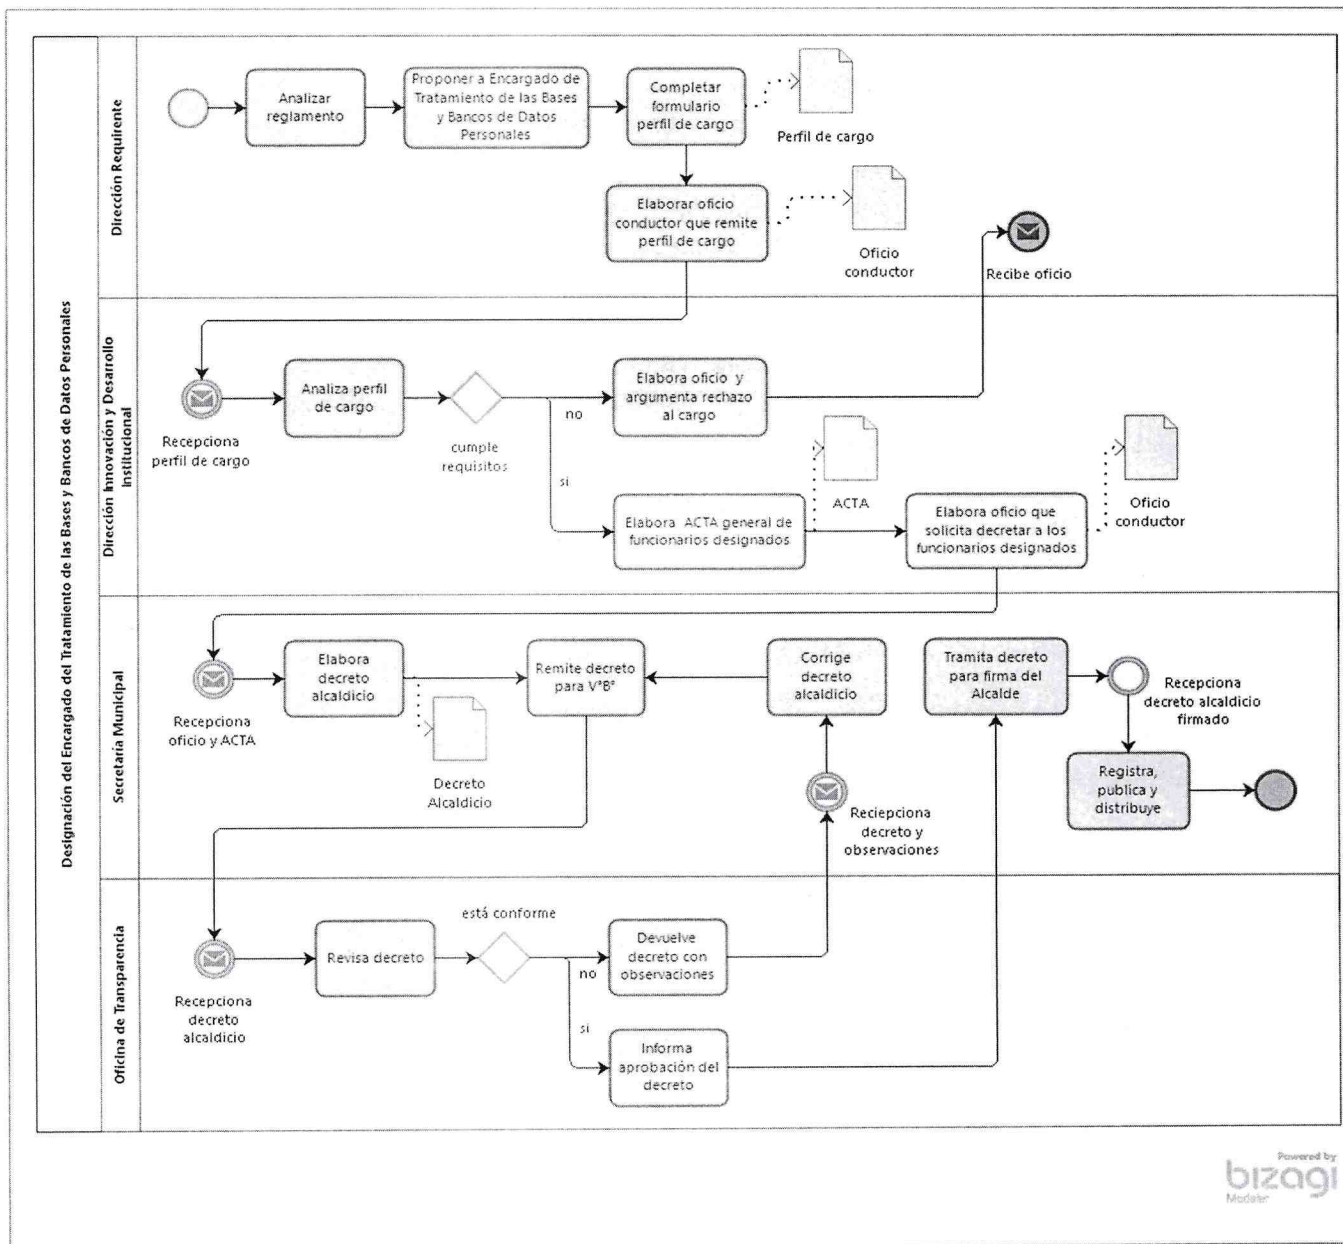 Designación del Encargado del Tratamiento de las Bases y Bancos de Datos Personales
Dirección Requirente
Analizar
reglamento
Proponer a Encargado de
Tratamiento de las Bases
y Bancos de Datos
Personales
Completar
formulario
perfil de cargo
Perfil de cargo
Elaborar oficio
conductor que remite
perfil de cargo
Oficio
conductor
Recibe oficio
Dirección Innovación y Desarrollo
Institucional
Recepciona
perfil de cargo
Analiza perfil
de cargo
cumple
requisitos
no
Elabora oficio y
argumenta rechazo
al cargo
si
Elabora ACTA general de
funcionarios designados
ACTA
Elabora oficio que
solicita decretar a los
funcionarios designados
Oficio
conductor
Secretaría Municipal
Recepciona
oficio y ACTA
Elabora
decreto
alcaldicio
Decreto
Alcaldicio
Remite decreto
para V°B°
Corrige
decreto
alcaldicio
Reciepciona
decreto y
observaciones
Tramita decreto
para firma del
Alcalde
Recepciona
decreto alcaldicio
firmado
Registra,
publica y
distribuye
Oficina de Transparencia
Recepciona
decreto
alcaldicio
Revisa decreto
está conforme
no
Devuelve
decreto con
observaciones
si
Informa
aprobación del
decreto
Powered by
bizagi
Modeler